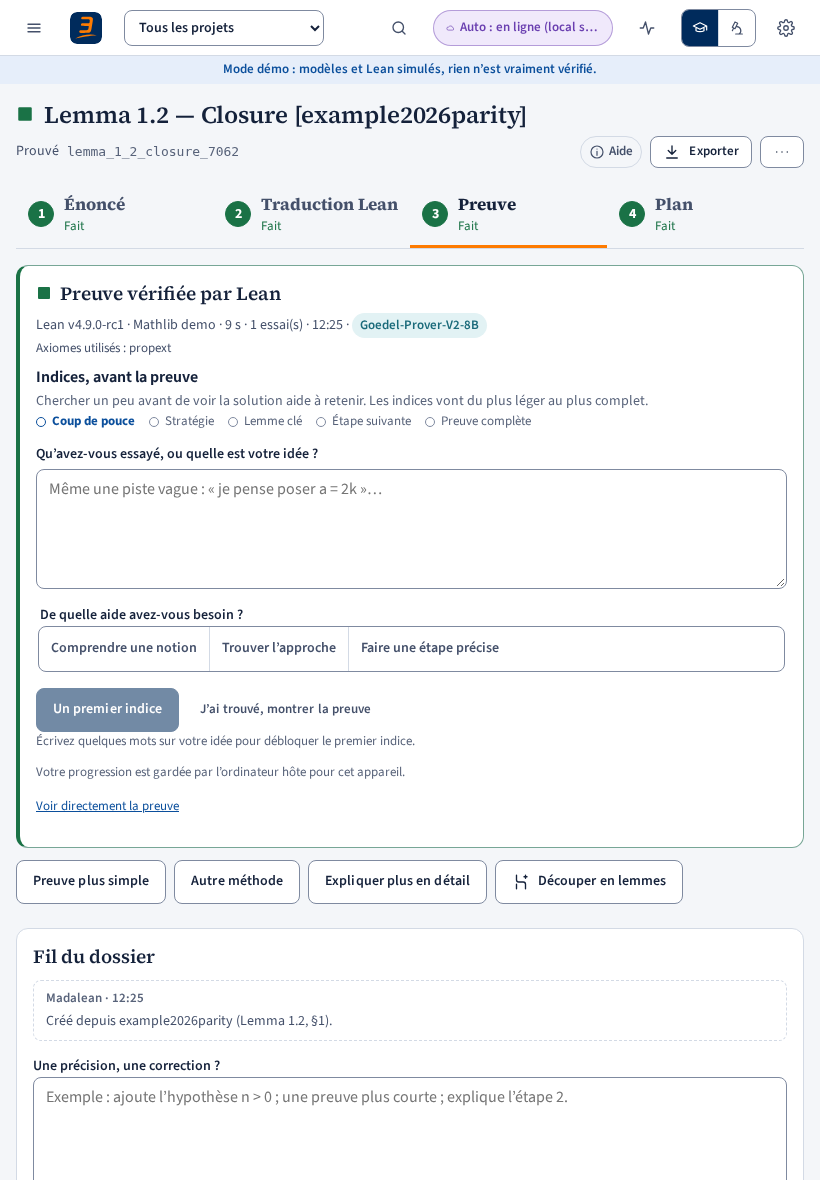 Tous les projets
Auto : en ligne (local s…
Mode démo : modèles et Lean simulés, rien n’est vraiment vérifié.
Lemma 1.2 — Closure [example2026parity]
Prouvé lemma_1_2_closure_7062
Aide
Exporter
···
1 Énoncé
Fait
2 Traduction Lean
Fait
3 Preuve
Fait
4 Plan
Fait
Preuve vérifiée par Lean
Lean v4.9.0-rc1 · Mathlib demo · 9 s · 1 essai(s) · 12:25 · Goedel-Prover-V2-8B
Axiomes utilisés : propext
Indices, avant la preuve
Chercher un peu avant de voir la solution aide à retenir. Les indices vont du plus léger au plus complet.
Coup de pouce Stratégie Lemme clé Étape suivante Preuve complète
Qu’avez-vous essayé, ou quelle est votre idée ?
Même une piste vague : « je pense poser a = 2k »…
De quelle aide avez-vous besoin ?
Comprendre une notion Trouver l’approche Faire une étape précise
Un premier indice J’ai trouvé, montrer la preuve
Écrivez quelques mots sur votre idée pour débloquer le premier indice.
Votre progression est gardée par l’ordinateur hôte pour cet appareil.
Voir directement la preuve
Preuve plus simple Autre méthode Expliquer plus en détail Découper en lemmes
Fil du dossier
Madalean · 12:25
Créé depuis example2026parity (Lemma 1.2, §1).
Une précision, une correction ?
Exemple : ajoute l’hypothèse n > 0 ; une preuve plus courte ; explique l’étape 2.